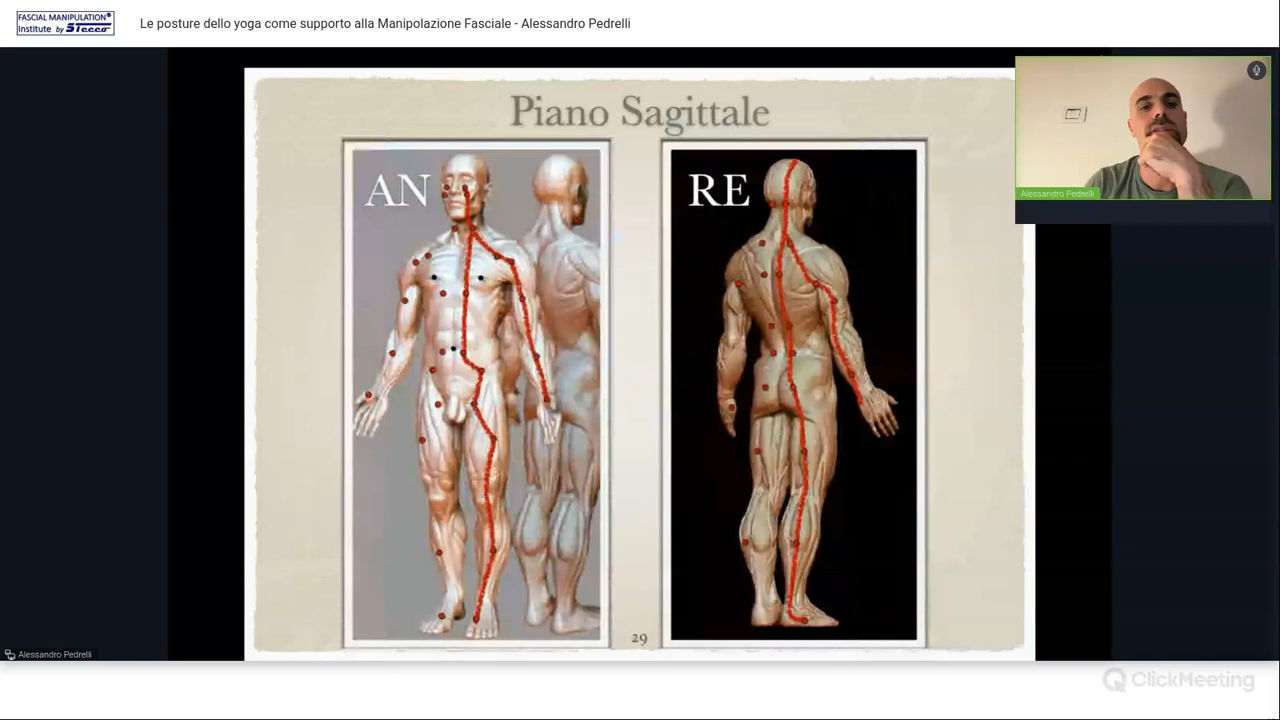 FASCIAL MANIPULATION®
Institute by Stecco
Le posture dello yoga come supporto alla Manipolazione Fasciale - Alessandro Pedrelli
Piano Sagittale
AN
RE
Alessandro Pedrelli
29
Alessandro Pedrelli
ClickMeeting